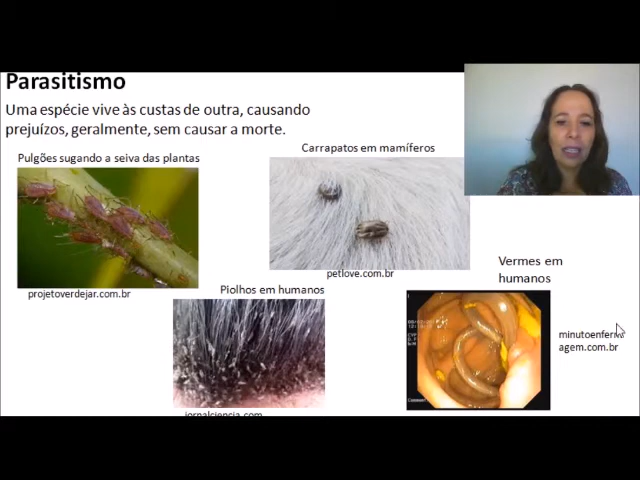 Parasitismo
Uma espécie vive às custas de outra, causando
prejuízos, geralmente, sem causar a morte.
Pulgões sugando a seiva das plantas
Carrapatos em mamíferos
projetoverdejar.com.br
petlove.com.br
Piolhos em humanos
Vermes em
humanos
jornalciencia.com
agem.com.br